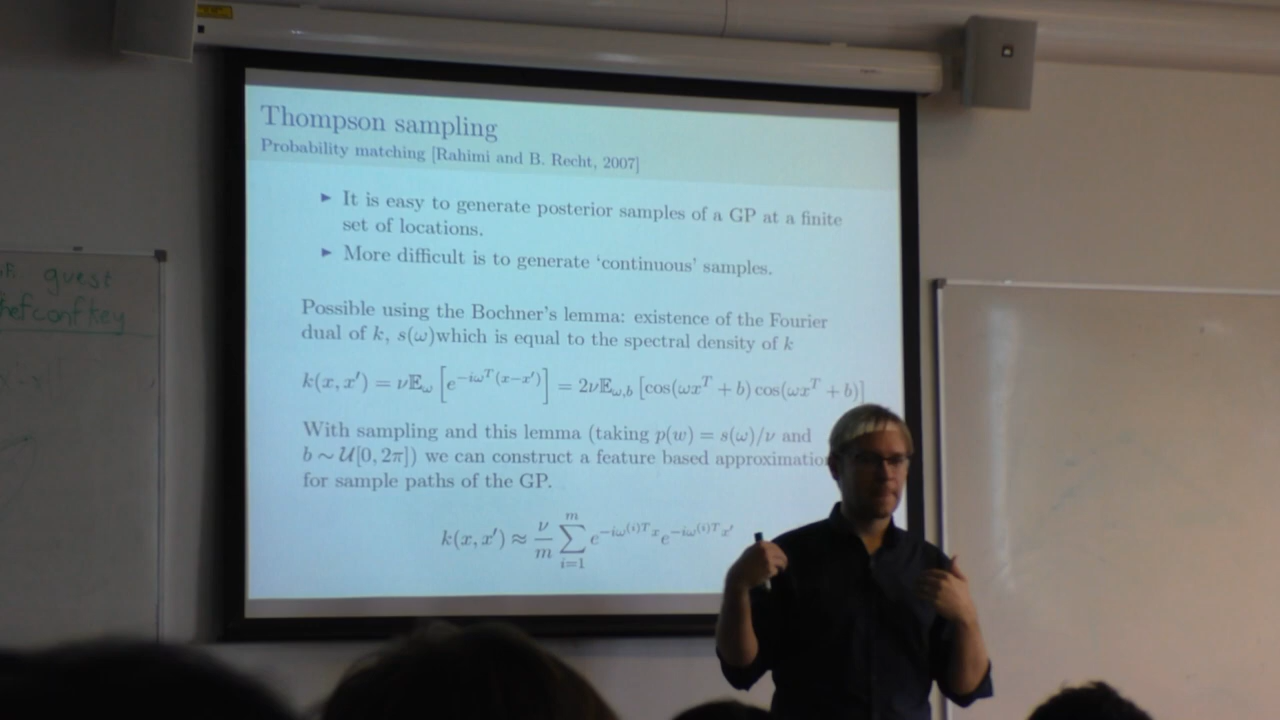 Thompson sampling
Probability matching [Rahimi and B. Recht, 2007]
► It is easy to generate posterior samples of a GP at a finite
set of locations.
► More difficult is to generate ‘continuous’ samples.
Possible using the Bochner's lemma: existence of the Fourier
dual of k, s(ω)which is equal to the spectral density of k
k(x, x′) = ν𝔼_ω [e^{−iω^T(x−x′)}] = 2ν𝔼_{ω,b} [cos(ωx^T + b) cos(ωx^T + b)]
With sampling and this lemma (taking p(w) = s(ω)/ν and
b ∼ 𝒰[0, 2π]) we can construct a feature based approximatio
for sample paths of the GP.
k(x, x′) ≈ ν/m ∑_{i=1}^{m} e^{−iω^{(i)T}x} e^{−iω^{(i)T}x′}
guest
hefconfkey